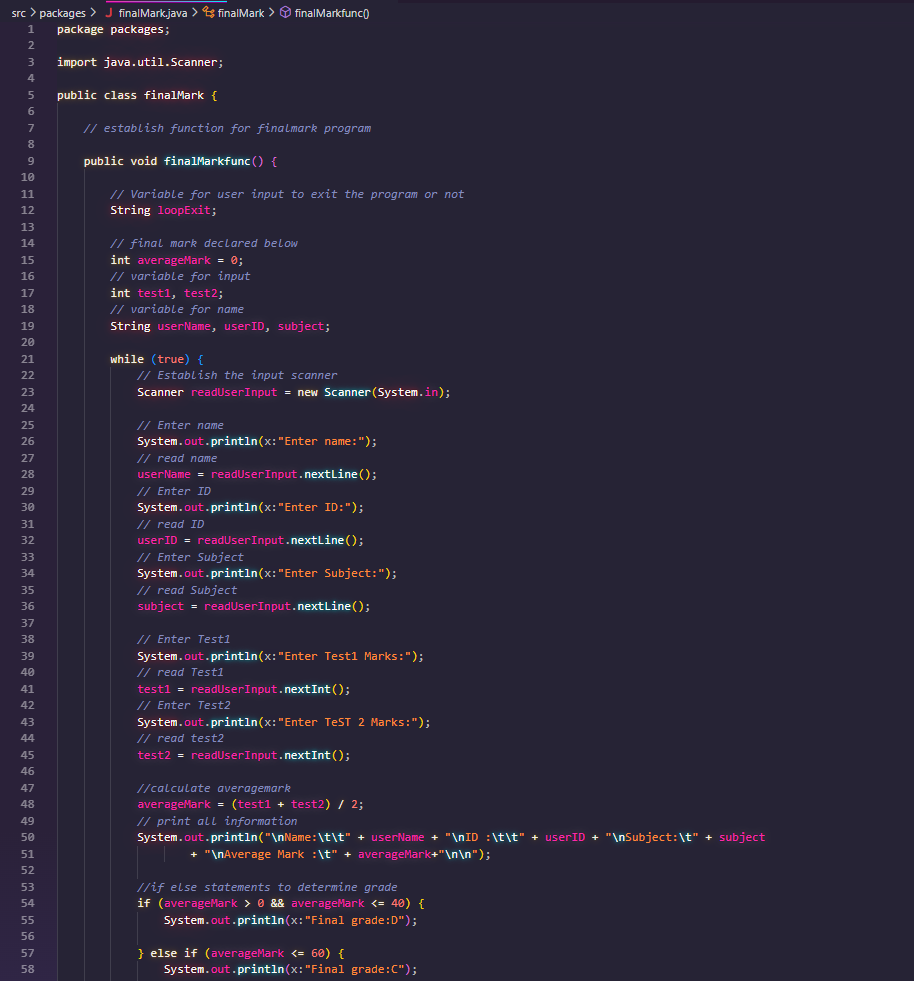 src > packages > J finalMark.java > finalMark > finalMarkfunc()
1 package packages;
2
3 import java.util.Scanner;
4
5 public class finalMark {
6
7 // establish function for finalmark program
8
9 public void finalMarkfunc() {
10
11 // Variable for user input to exit the program or not
12 String loopExit;
13
14 // final mark declared below
15 int averageMark = 0;
16 // variable for input
17 int test1, test2;
18 // variable for name
19 String userName, userID, subject;
20
21 while (true) {
22 // Establish the input scanner
23 Scanner readUserInput = new Scanner(System.in);
24
25 // Enter name
26 System.out.println(x:"Enter name:");
27 // read name
28 userName = readUserInput.nextLine();
29 // Enter ID
30 System.out.println(x:"Enter ID:");
31 // read ID
32 userID = readUserInput.nextLine();
33 // Enter Subject
34 System.out.println(x:"Enter Subject:");
35 // read Subject
36 subject = readUserInput.nextLine();
37
38 // Enter Test1
39 System.out.println(x:"Enter Test1 Marks:");
40 // read Test1
41 test1 = readUserInput.nextInt();
42 // Enter Test2
43 System.out.println(x:"Enter TeST 2 Marks:");
44 // read test2
45 test2 = readUserInput.nextInt();
46
47 //calculate averagemark
48 averageMark = (test1 + test2) / 2;
49 // print all information
50 System.out.println("\nName:\t\t" + userName + "\nID :\t\t" + userID + "\nSubject:\t" + subject
51 + "\nAverage Mark :\t" + averageMark+"\n\n");
52
53 //if else statements to determine grade
54 if (averageMark > 0 && averageMark <= 40) {
55 System.out.println(x:"Final grade:D");
56
57 } else if (averageMark <= 60) {
58 System.out.println(x:"Final grade:C");